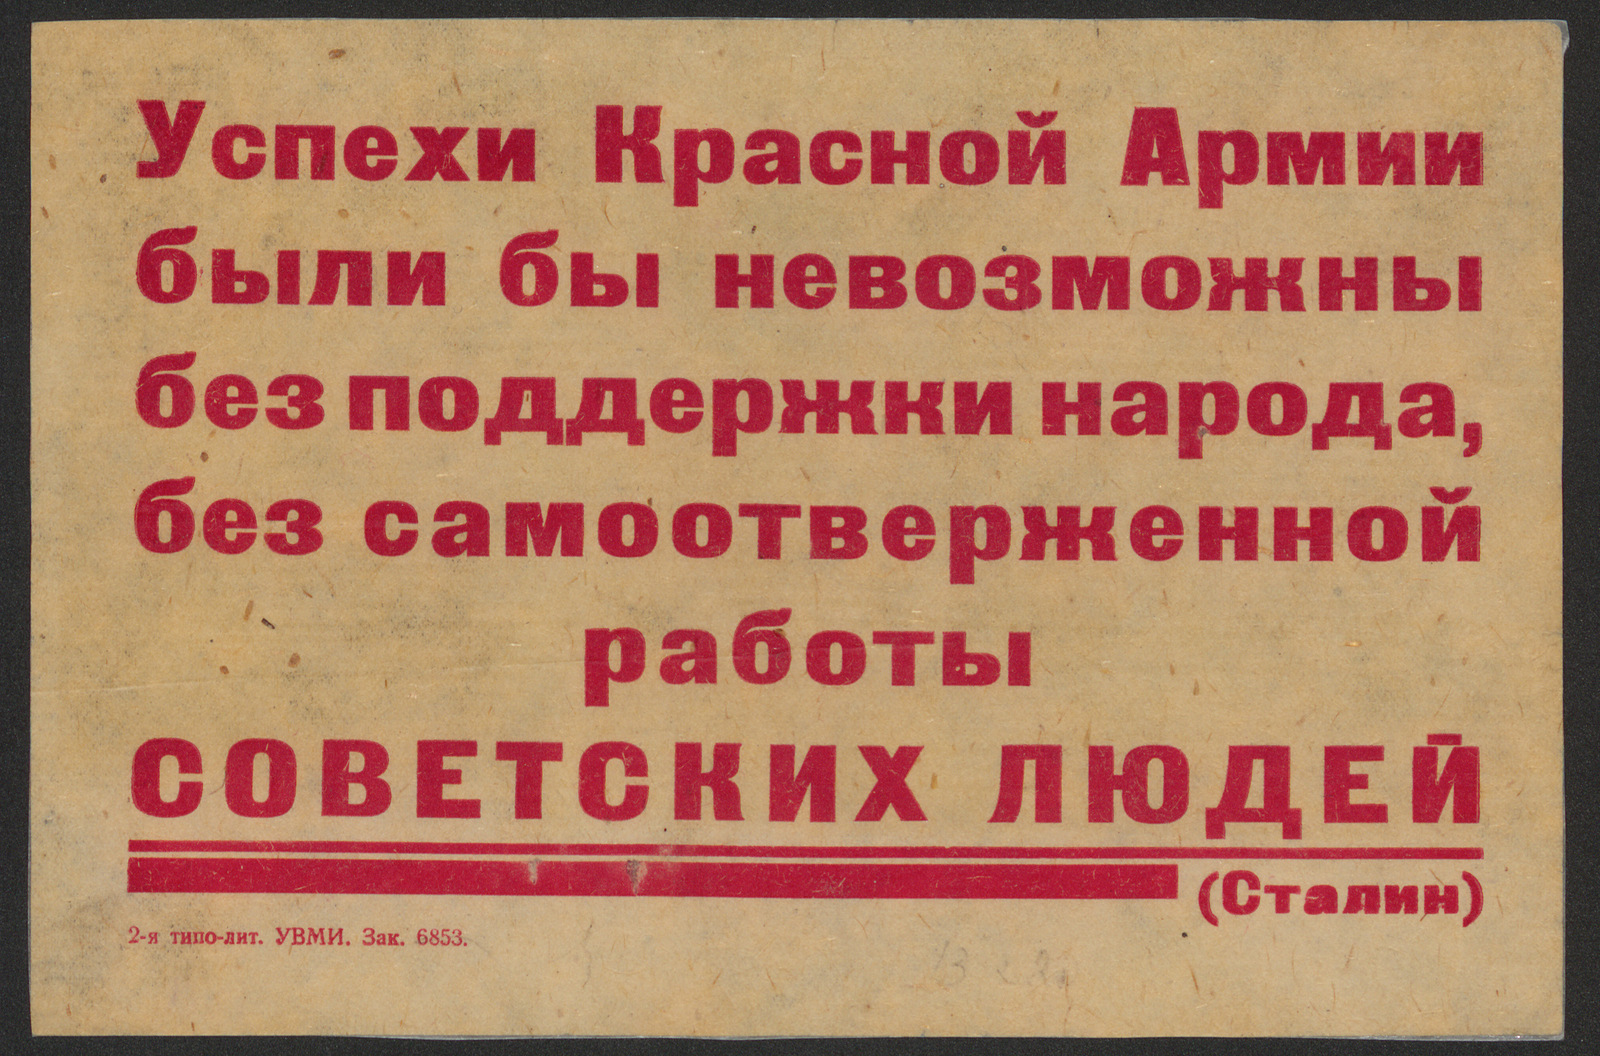 Успехи Красной Армии
были бы невозможны
без поддержки народа,
без самоотверженной
работы
СОВЕТСКИХ ЛЮДЕЙ
(Сталин)
2-я типо-лит. УВМИ. Зак. 6853.